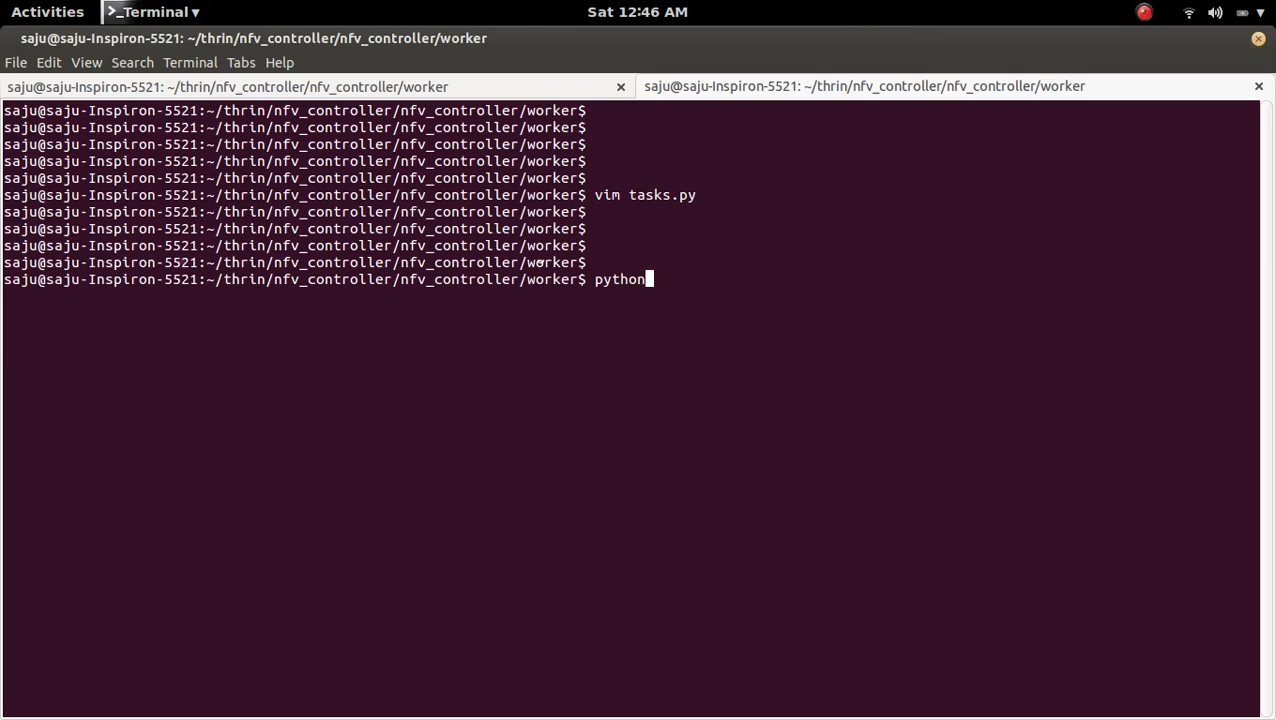 Activities Terminal Sat 12:46 AM
saju@saju-Inspiron-5521: ~/thrin/nfv_controller/nfv_controller/worker
File Edit View Search Terminal Tabs Help
saju@saju-Inspiron-5521: ~/thrin/nfv_controller/nfv_controller/worker saju@saju-Inspiron-5521: ~/thrin/nfv_controller/nfv_controller/worker
saju@saju-Inspiron-5521:~/thrin/nfv_controller/nfv_controller/worker$
saju@saju-Inspiron-5521:~/thrin/nfv_controller/nfv_controller/worker$
saju@saju-Inspiron-5521:~/thrin/nfv_controller/nfv_controller/worker$
saju@saju-Inspiron-5521:~/thrin/nfv_controller/nfv_controller/worker$
saju@saju-Inspiron-5521:~/thrin/nfv_controller/nfv_controller/worker$
saju@saju-Inspiron-5521:~/thrin/nfv_controller/nfv_controller/worker$ vim tasks.py
saju@saju-Inspiron-5521:~/thrin/nfv_controller/nfv_controller/worker$
saju@saju-Inspiron-5521:~/thrin/nfv_controller/nfv_controller/worker$
saju@saju-Inspiron-5521:~/thrin/nfv_controller/nfv_controller/worker$
saju@saju-Inspiron-5521:~/thrin/nfv_controller/nfv_controller/worker$
saju@saju-Inspiron-5521:~/thrin/nfv_controller/nfv_controller/worker$ python